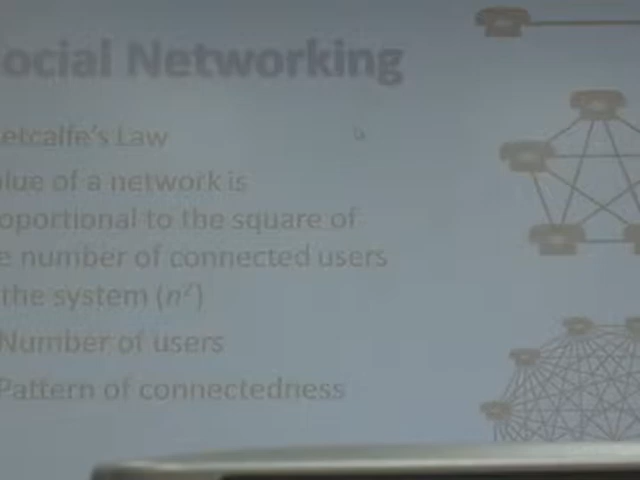 ocial Networking
etcalfe's Law
alue of a network is
oportional to the square of
e number of connected users
the system (n²)
Number of users
Pattern of connectedness